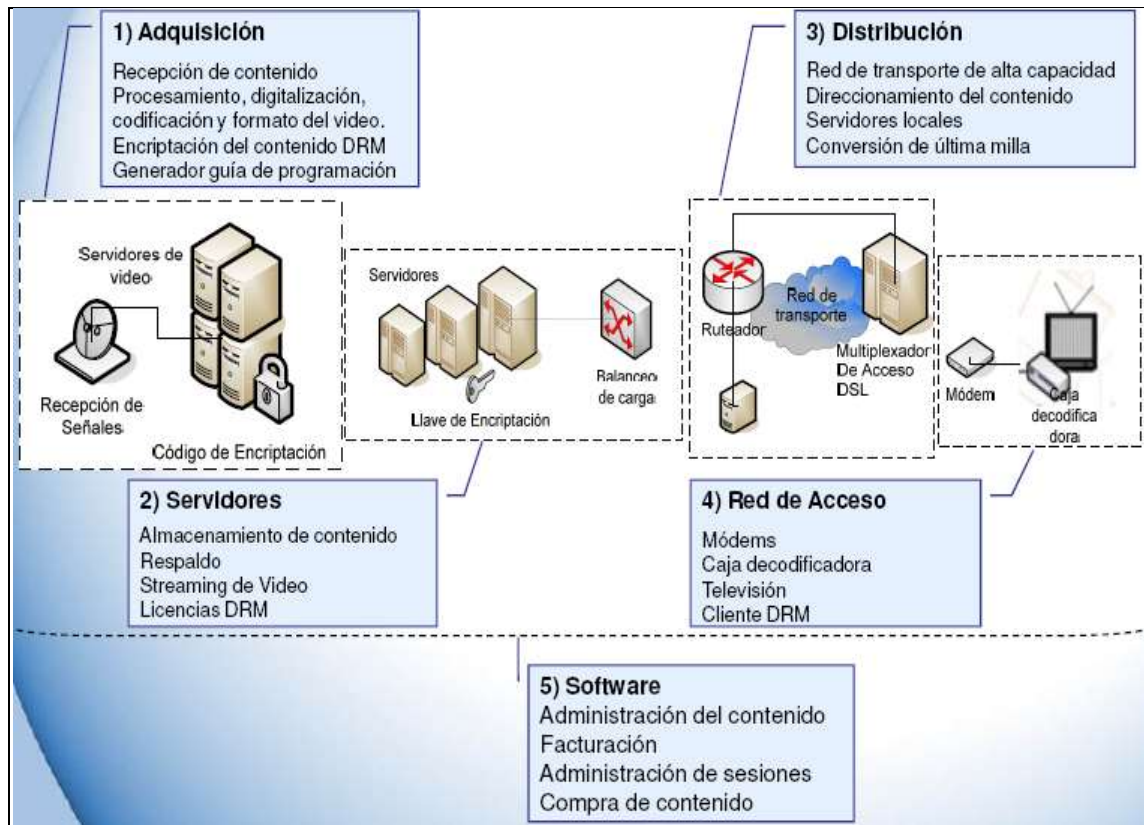 1) Adquisición
Recepción de contenido
Procesamiento, digitalización,
codificación y formato del video.
Encriptación del contenido DRM
Generador guía de programación
3) Distribución
Red de transporte de alta capacidad
Direccionamiento del contenido
Servidores locales
Conversión de última milla
Servidores de
video
Recepción de
Señales
Código de Encriptación
Servidores
Llave de Encriptación
Balanceo
de carga
Ruteador
Red de
transporte
Multiplexador
De Acceso
DSL
Módem
Caja
decodifica
dora
2) Servidores
Almacenamiento de contenido
Respaldo
Streaming de Video
Licencias DRM
4) Red de Acceso
Módems
Caja decodificadora
Televisión
Cliente DRM
5) Software
Administración del contenido
Facturación
Administración de sesiones
Compra de contenido